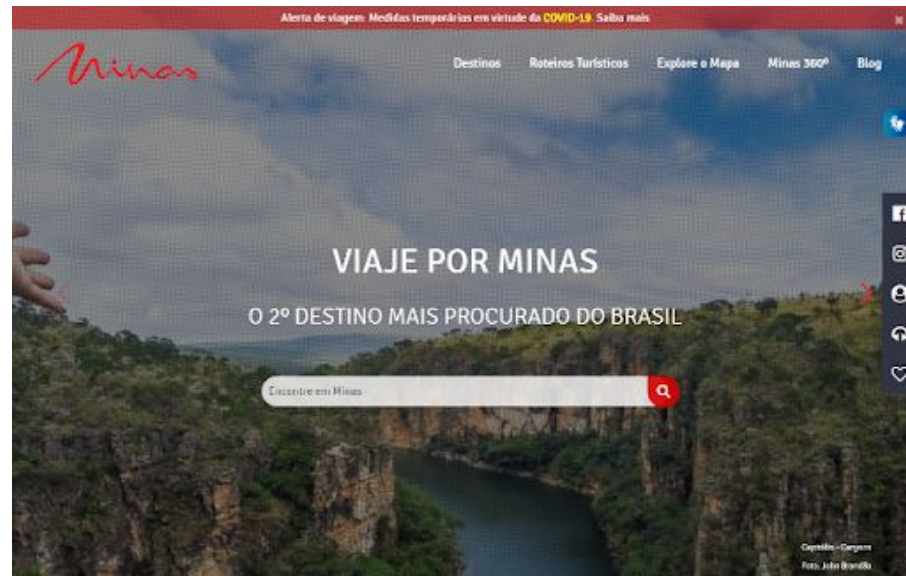 Alerta de viagem: Medidas temporárias em virtude da COVID-19. Saiba mais
Minas
Destinos Roteiros Turísticos Explore o Mapa Minas 360º Blog
VIAJE POR MINAS
O 2º DESTINO MAIS PROCURADO DO BRASIL
Encontre em Minas
Capitólio - Canyons
Foto: John Brandão